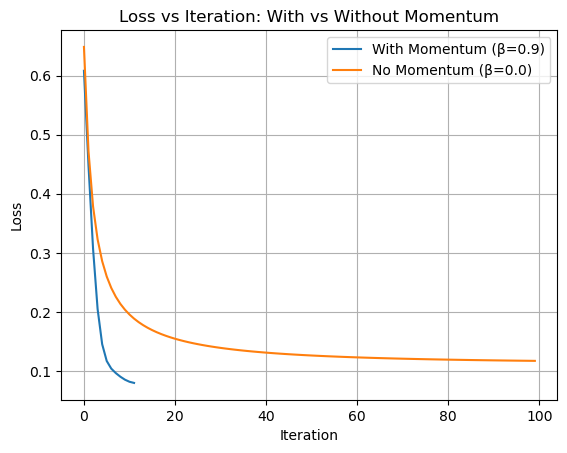 Loss vs Iteration: With vs Without Momentum
With Momentum (β=0.9)
No Momentum (β=0.0)
0.6
0.5
0.4
0.3
0.2
0.1
Loss
0 20 40 60 80 100
Iteration